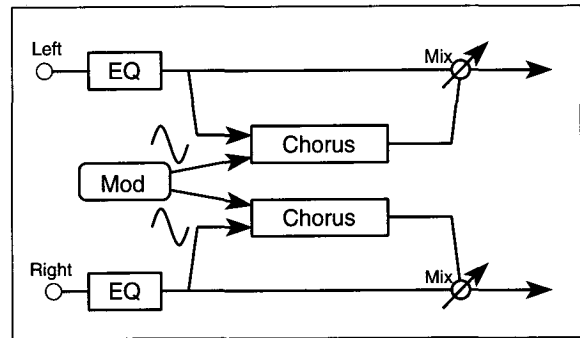 Left
EQ
Mix
Chorus
Mod
Chorus
Right
EQ
Mix